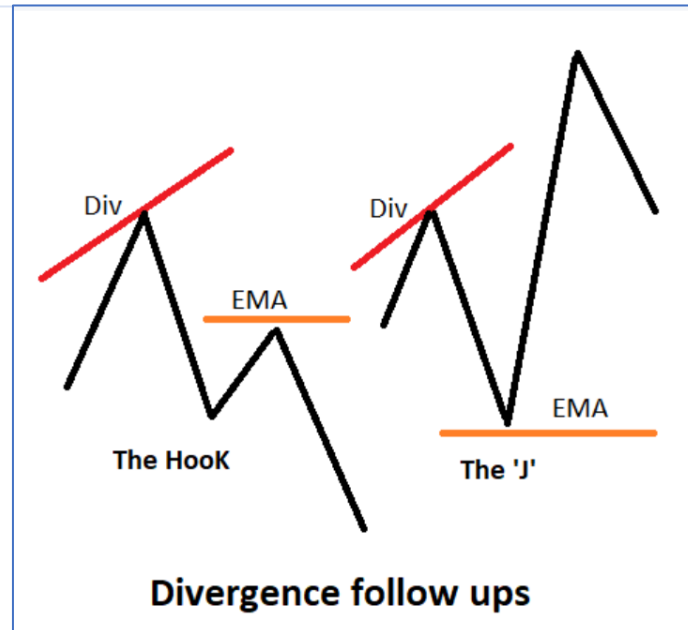 Div
Div
EMA
EMA
The HooK
The 'J'
Divergence follow ups